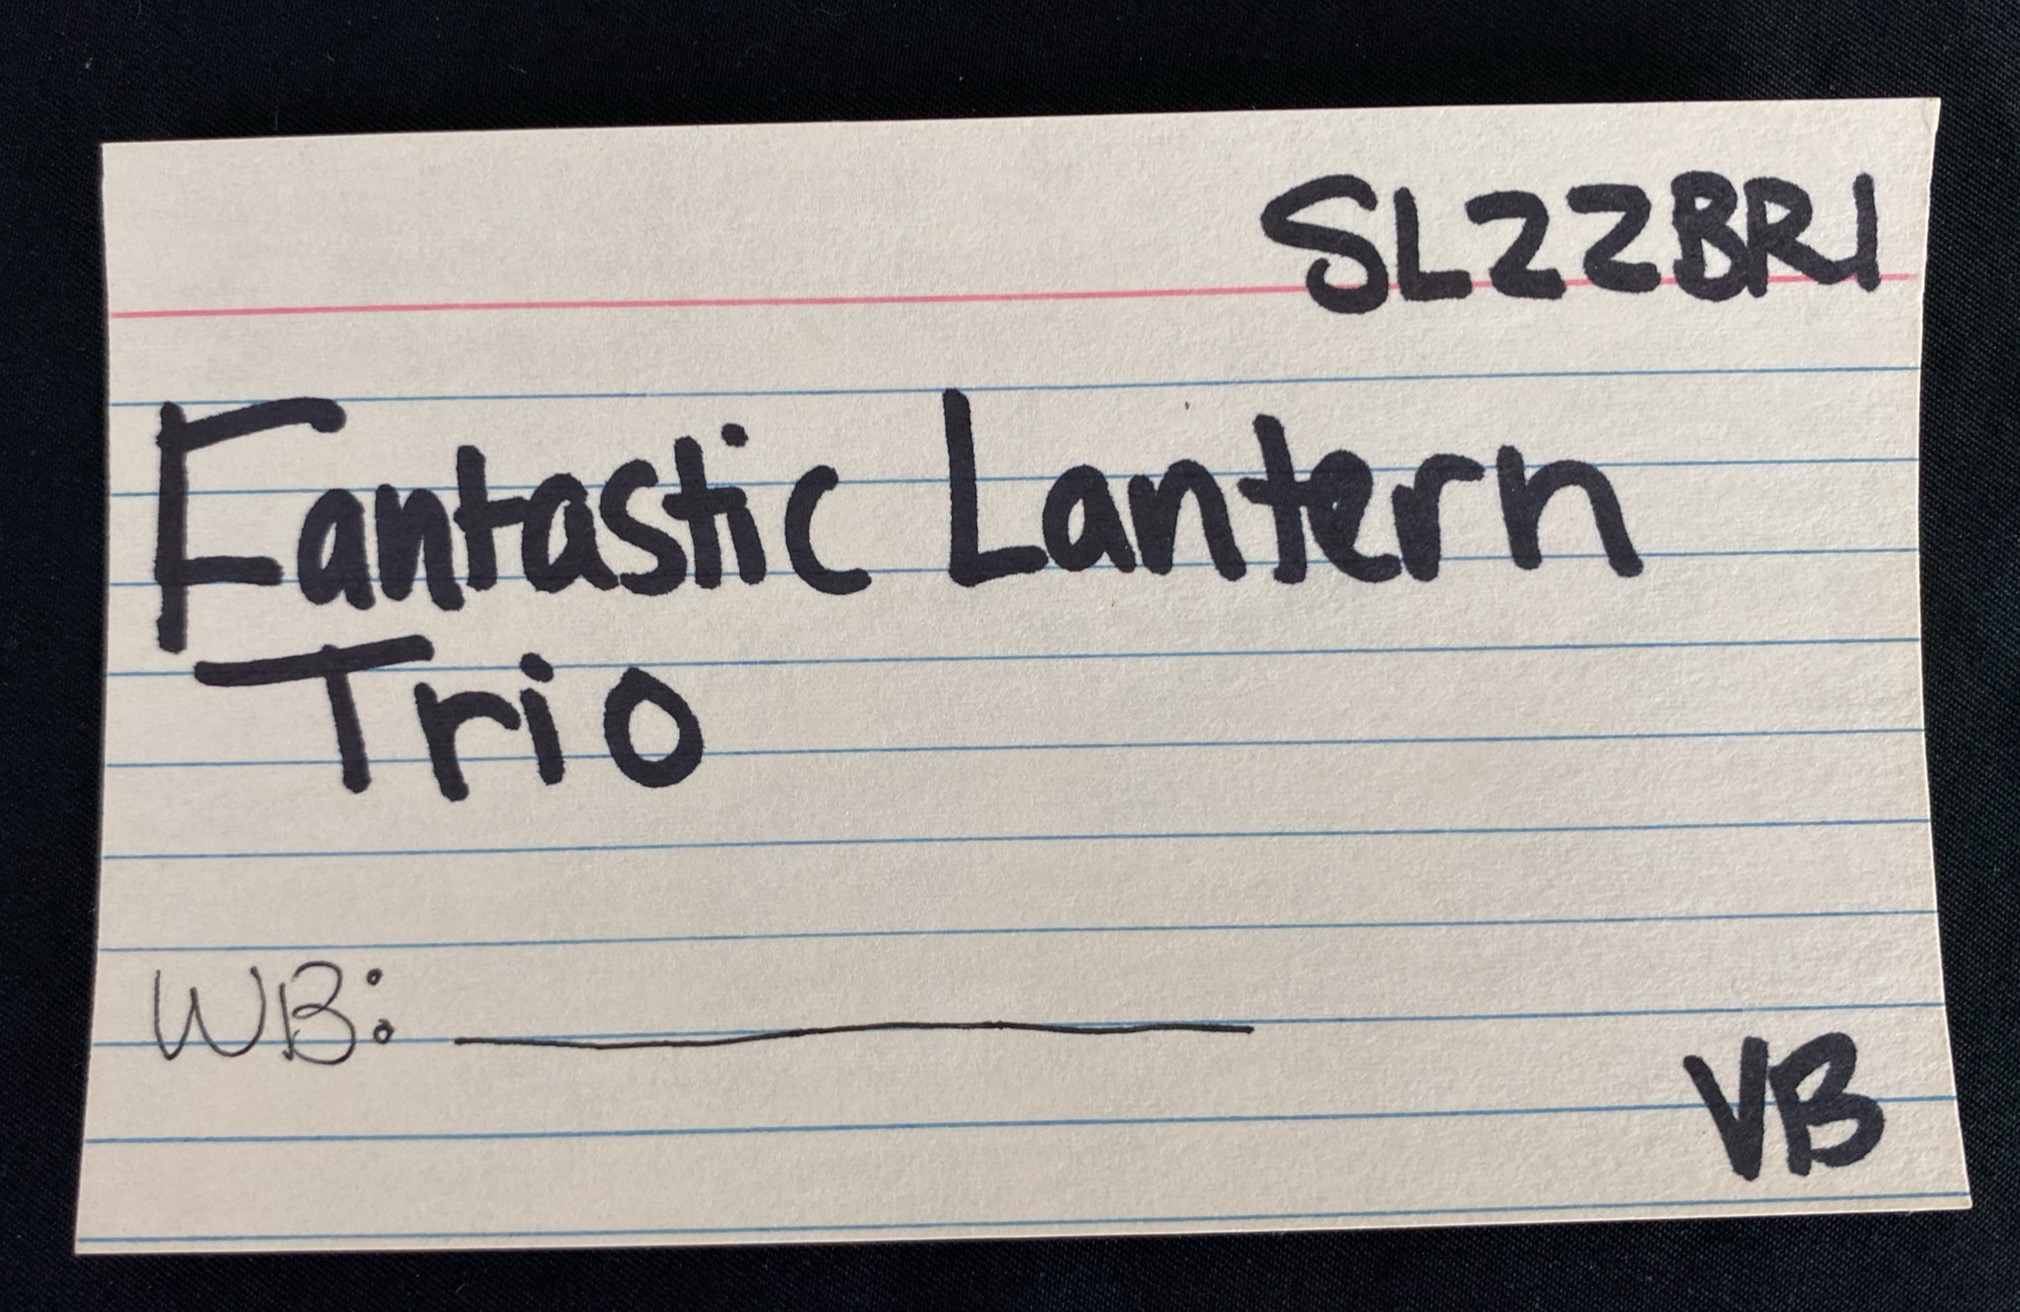 SL22BR1
Fantastic Lantern
Trio
WB:
VB